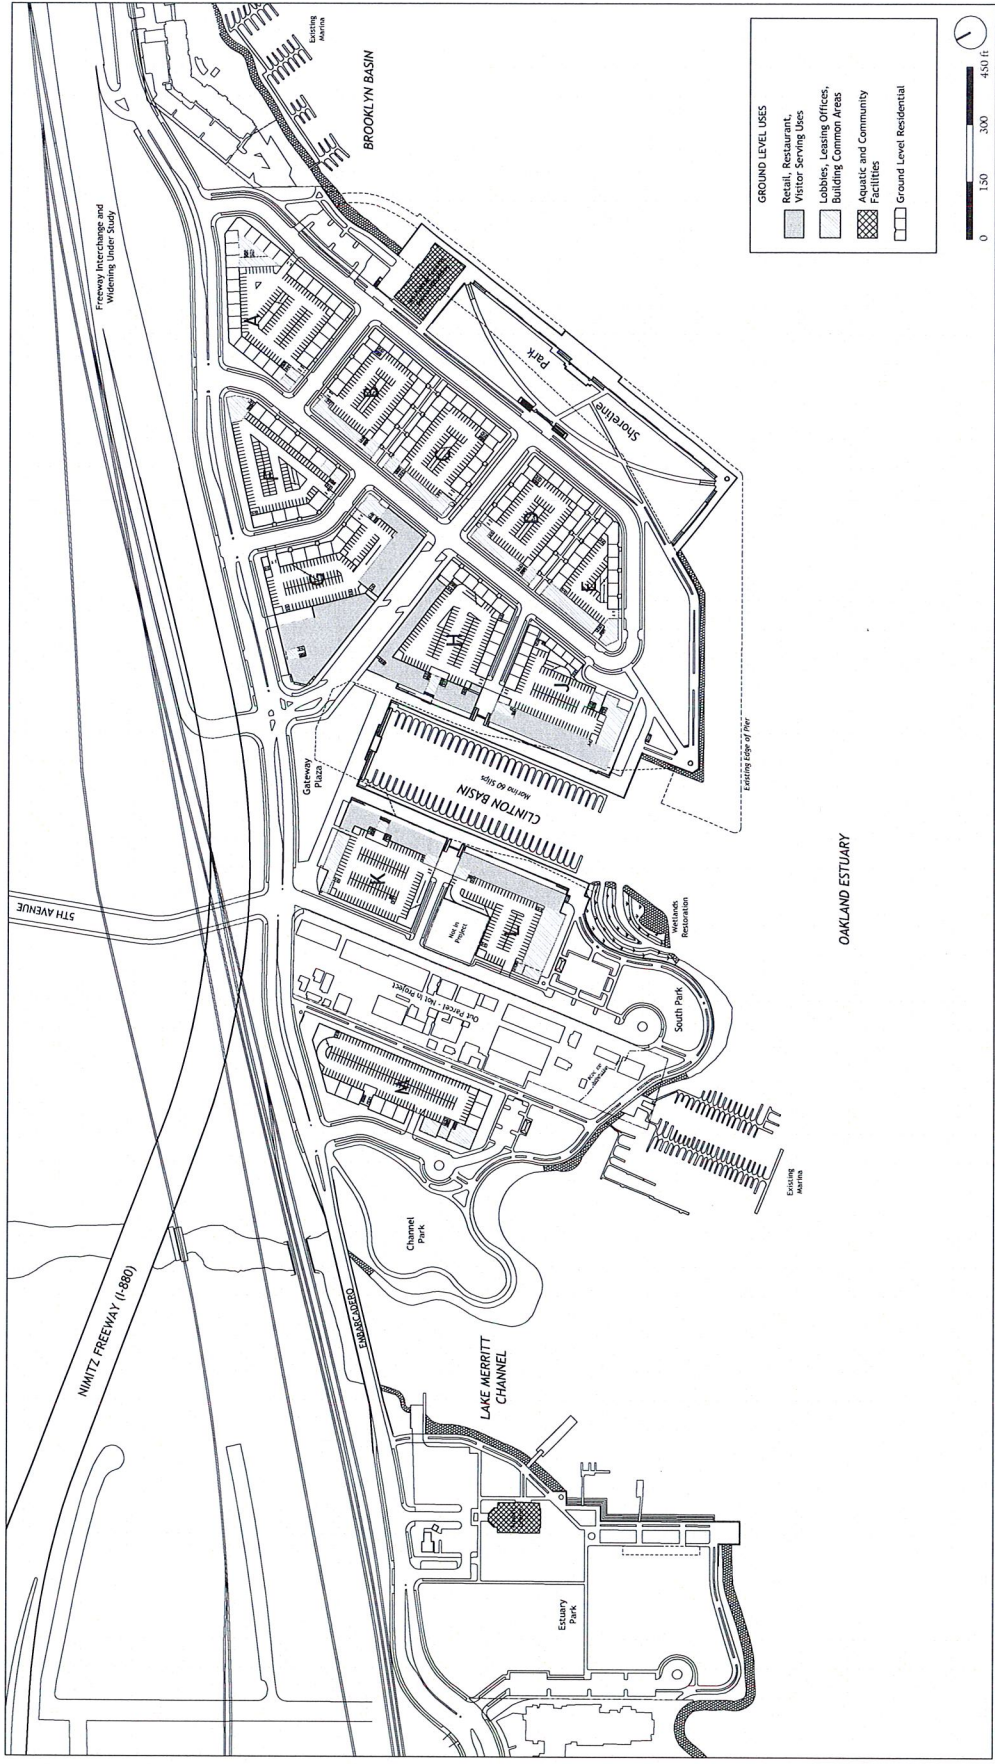 NIMITZ FREEWAY (I-880)
5TH AVENUE
Freeway Interchange and
Widening Under Study
EMBARCADERO
LAKE MERRITT
CHANNEL
Estuary
Park
Channel
Park
M
Out Parcel - Not In Project
Not In
Project
K
L
Gateway
Plaza
CLINTON BASIN
Marina 60 Slips
G
F
A
B
C
D
E
H
J
Shoreline
Park
BROOKLYN BASIN
Existing
Marina
South Park
Wetlands
Restoration
Existing
Marina
Existing Edge of Pier
OAKLAND ESTUARY
GROUND LEVEL USES
Retail, Restaurant,
Visitor Serving Uses
Lobbies, Leasing Offices,
Building Common Areas
Aquatic and Community
Facilities
Ground Level Residential
0 150 300 450 ft